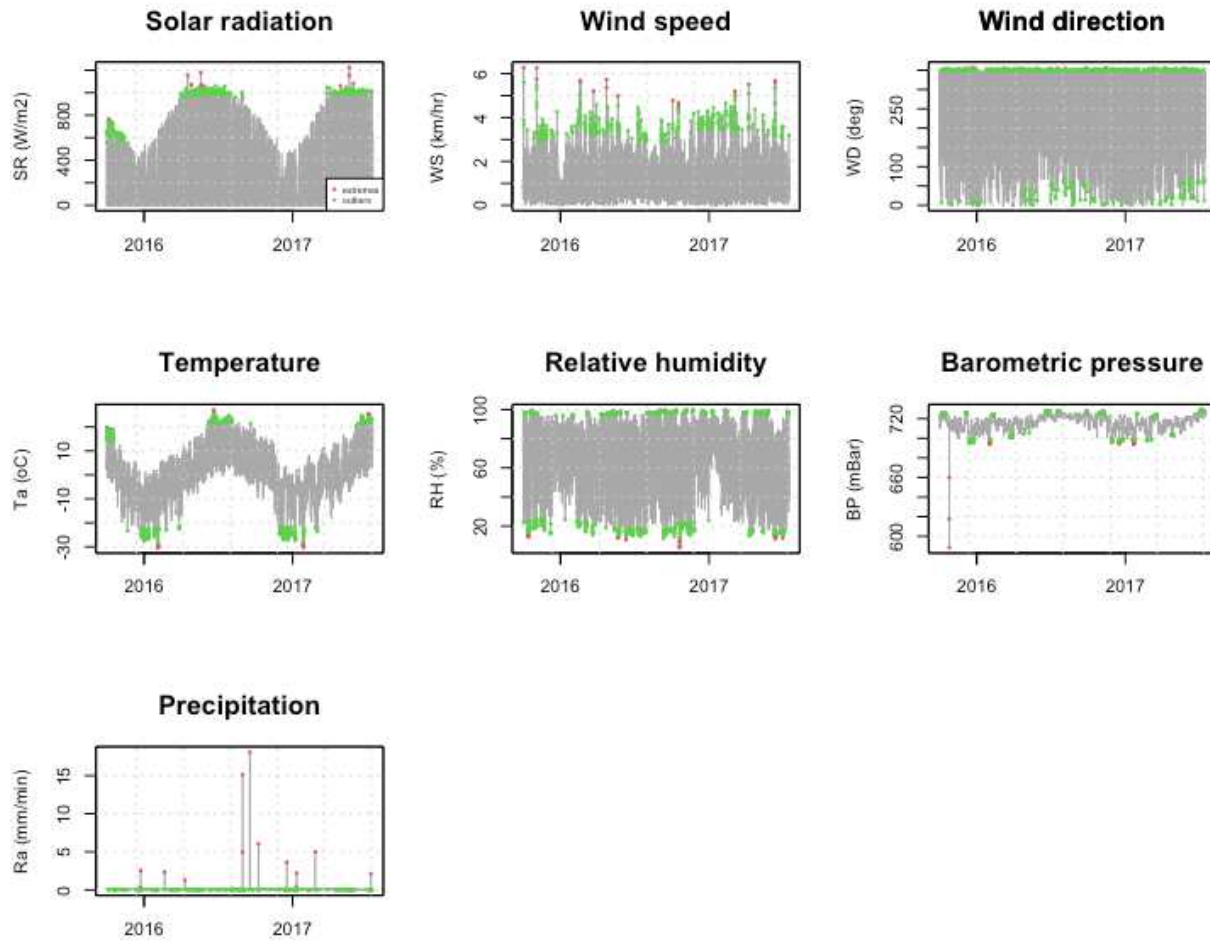 Solar radiation
SR (W/m2)
0 400 800
2016 2017
extremes
outliers
Wind speed
WS (km/hr)
0 2 4 6
2016 2017
Wind direction
WD (deg)
0 100 250
2016 2017
Temperature
Ta (oC)
-30 -10 10
2016 2017
Relative humidity
RH (%)
20 60 100
2016 2017
Barometric pressure
BP (mBar)
600 660 720
2016 2017
Precipitation
Ra (mm/min)
0 5 10 15
2016 2017